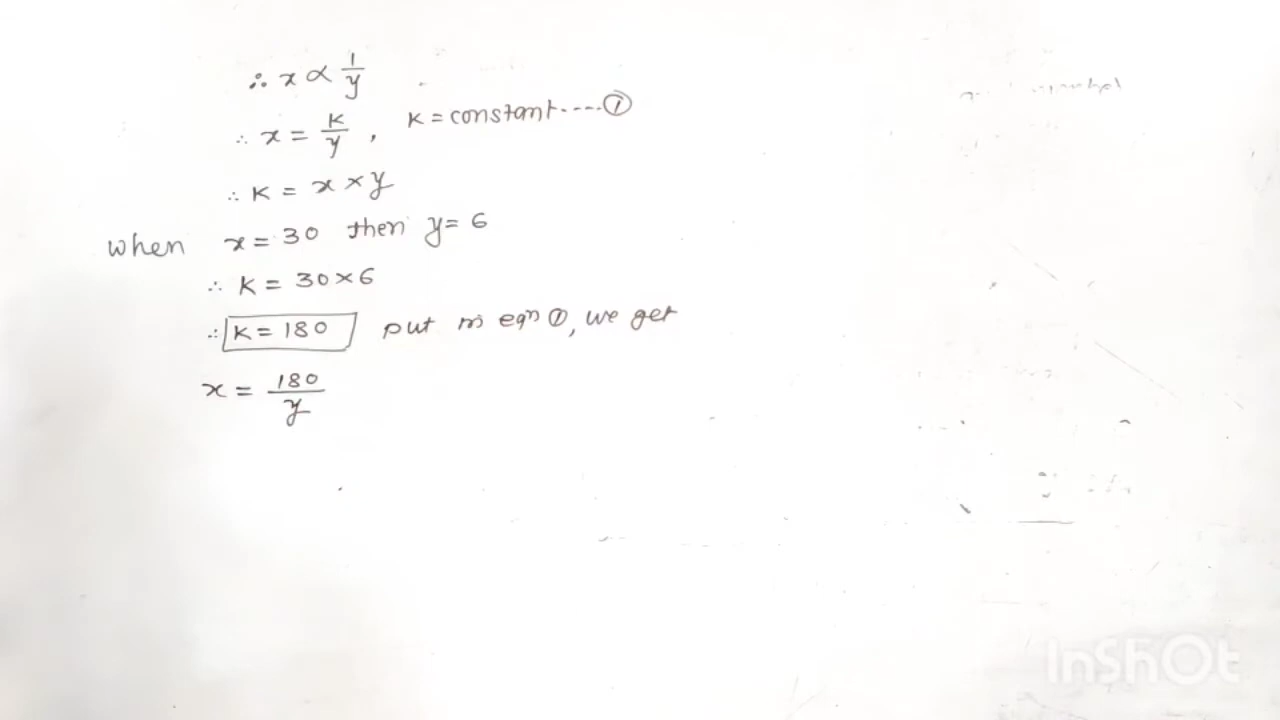 ∴ x ∝ 1/y
∴ x = K/y , K = constant ---- ①
∴ K = x × y
when x = 30 then y = 6
∴ K = 30 × 6
∴ K = 180 put in eqn ①, we get
x = 180/y
InShOt